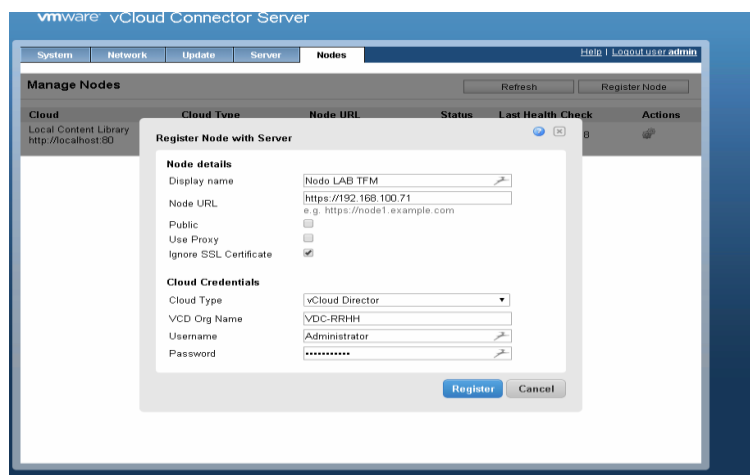 vmware vCloud Connector Server
System Network Update Server Nodes Help | Logout user admin
Manage Nodes Refresh Register Node
Cloud Cloud Type Node URL Status Last Health Check Actions
Local Content Library
http://localhost:80 8
Register Node with Server
Node details
Display name Nodo LAB TFM
Node URL https://192.168.100.71
e.g. https://node1.example.com
Public
Use Proxy
Ignore SSL Certificate
Cloud Credentials
Cloud Type vCloud Director
VCD Org Name VDC-RRHH
Username Administrator
Password •••••••••••
Register Cancel